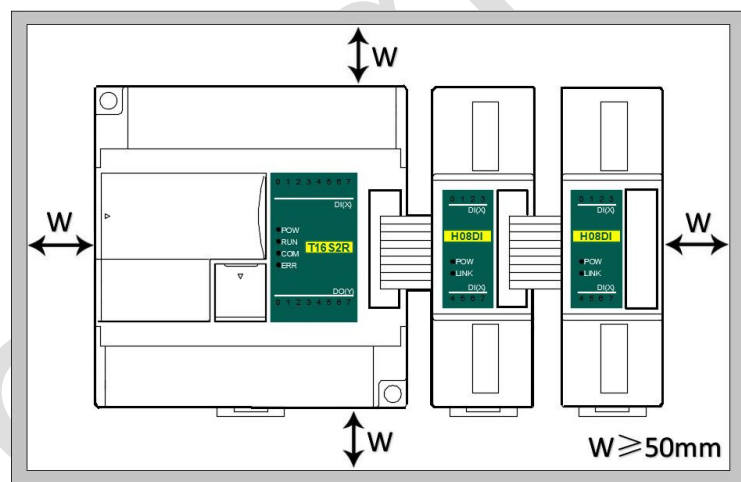 W
0 1 2 3 4 5 6 7
DI(X)
POW
RUN
COM
ERR
T16S2R
DO(Y)
0 1 2 3 4 5 6 7
0 1 2 3
DI(X)
H08DI
POW
LINK
DI(X)
4 5 6 7
0 1 2 3
DI(X)
H08DI
POW
LINK
DI(X)
4 5 6 7
W
W
W
W≥50mm